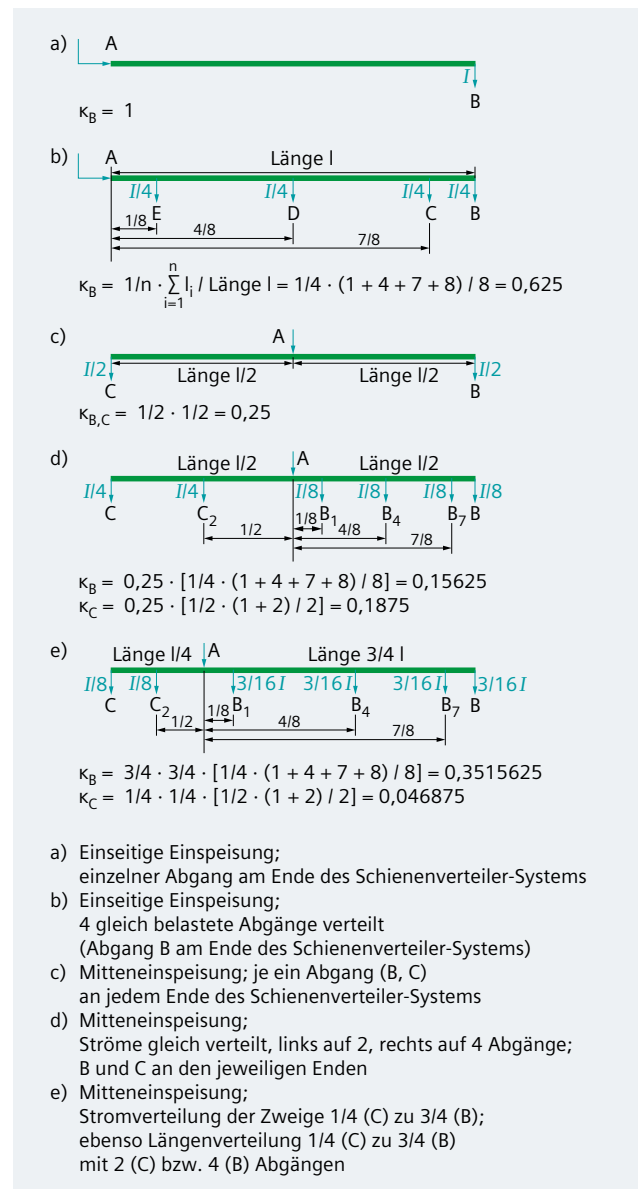 a) A
I
B
κB = 1
b) A Länge l
I/4 I/4 I/4 I/4
E D C B
1/8
4/8
7/8
κB = 1/n · n∑i=1 li / Länge l = 1/4 · (1 + 4 + 7 + 8) / 8 = 0,625
c) A
I/2 Länge l/2 Länge l/2 I/2
C B
κB,C = 1/2 · 1/2 = 0,25
d) Länge l/2 A Länge l/2
I/4 I/4 I/8 I/8 I/8 I/8
C C2 B1 B4 B7 B
1/2 1/8 4/8
7/8
κB = 0,25 · [1/4 · (1 + 4 + 7 + 8) / 8] = 0,15625
κC = 0,25 · [1/2 · (1 + 2) / 2] = 0,1875
e) Länge l/4 A Länge 3/4 l
I/8 I/8 3/16 I 3/16 I 3/16 I 3/16 I
C C2 B1 B4 B7 B
1/2 1/8 4/8
7/8
κB = 3/4 · 3/4 · [1/4 · (1 + 4 + 7 + 8) / 8] = 0,3515625
κC = 1/4 · 1/4 · [1/2 · (1 + 2) / 2] = 0,046875
a) Einseitige Einspeisung;
einzelner Abgang am Ende des Schienenverteiler-Systems
b) Einseitige Einspeisung;
4 gleich belastete Abgänge verteilt
(Abgang B am Ende des Schienenverteiler-Systems)
c) Mitteneinspeisung; je ein Abgang (B, C)
an jedem Ende des Schienenverteiler-Systems
d) Mitteneinspeisung;
Ströme gleich verteilt, links auf 2, rechts auf 4 Abgänge;
B und C an den jeweiligen Enden
e) Mitteneinspeisung;
Stromverteilung der Zweige 1/4 (C) zu 3/4 (B);
ebenso Längenverteilung 1/4 (C) zu 3/4 (B)
mit 2 (C) bzw. 4 (B) Abgängen